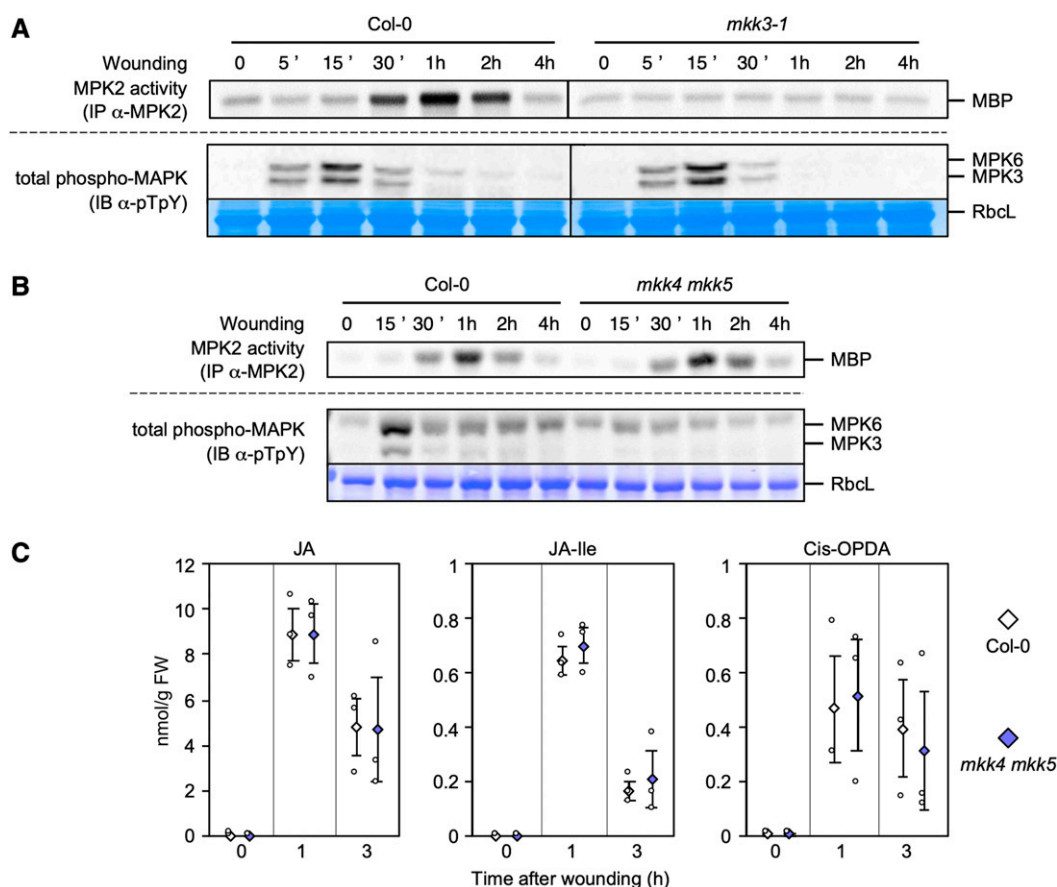 A
Col-0 mkk3-1
Wounding 0 5 ’ 15 ’ 30 ’ 1h 2h 4h 0 5 ’ 15 ’ 30 ’ 1h 2h 4h
MPK2 activity
(IP α-MPK2)
MBP
total phospho-MAPK
(IB α-pTpY)
MPK6
MPK3
RbcL
B
Col-0 mkk4 mkk5
Wounding 0 15 ’ 30 ’ 1h 2h 4h 0 15 ’ 30 ’ 1h 2h 4h
MPK2 activity
(IP α-MPK2)
MBP
total phospho-MAPK
(IB α-pTpY)
MPK6
MPK3
RbcL
C
JA JA-Ile Cis-OPDA
nmol/g FW
12
10
8
6
4
2
0
0 1 3
1
0.8
0.6
0.4
0.2
0
0 1 3
1
0.8
0.6
0.4
0.2
0
0 1 3
Col-0
mkk4 mkk5
Time after wounding (h)